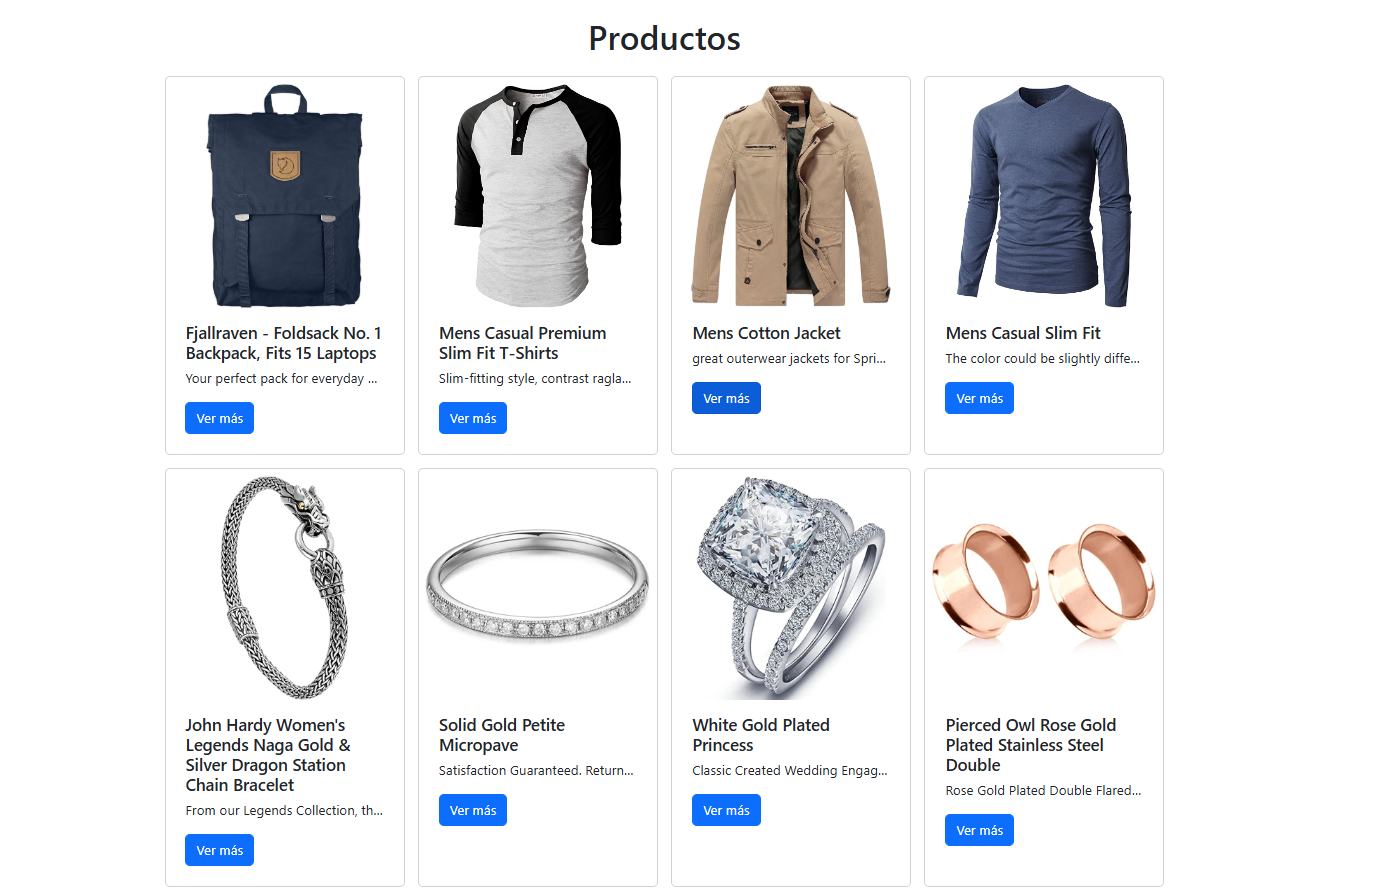 Productos
Fjallraven - Foldsack No. 1
Backpack, Fits 15 Laptops
Your perfect pack for everyday ...
Ver más
Mens Casual Premium
Slim Fit T-Shirts
Slim-fitting style, contrast ragla...
Ver más
Mens Cotton Jacket
great outerwear jackets for Spri...
Ver más
Mens Casual Slim Fit
The color could be slightly diffe...
Ver más
John Hardy Women's
Legends Naga Gold &
Silver Dragon Station
Chain Bracelet
From our Legends Collection, th...
Ver más
Solid Gold Petite
Micropave
Satisfaction Guaranteed. Return...
Ver más
White Gold Plated
Princess
Classic Created Wedding Engag...
Ver más
Pierced Owl Rose Gold
Plated Stainless Steel
Double
Rose Gold Plated Double Flared...
Ver más